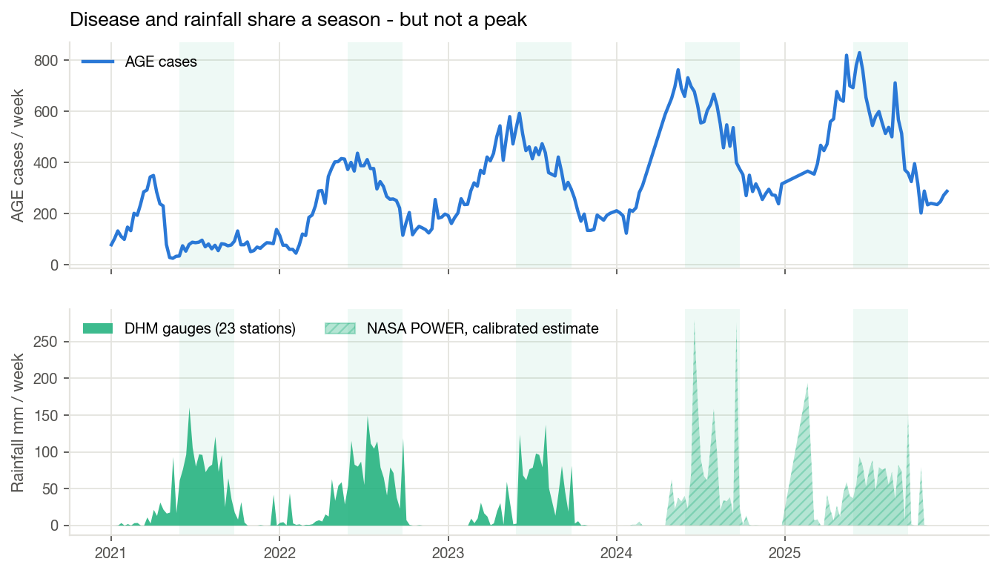 Disease and rainfall share a season - but not a peak
AGE cases / week
800
600
400
200
0
AGE cases
Rainfall mm / week
250
200
150
100
50
0
DHM gauges (23 stations)
NASA POWER, calibrated estimate
2021
2022
2023
2024
2025